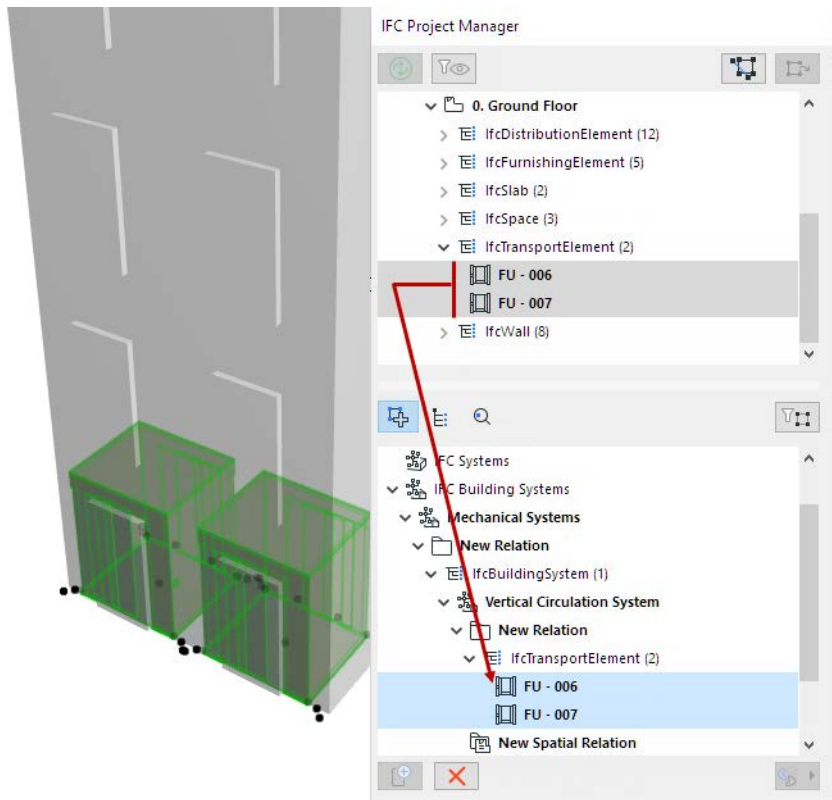 IFC Project Manager
0. Ground Floor
IfcDistributionElement (12)
IfcFurnishingElement (5)
IfcSlab (2)
IfcSpace (3)
IfcTransportElement (2)
FU - 006
FU - 007
IfcWall (8)
IFC Systems
IFC Building Systems
Mechanical Systems
New Relation
IfcBuildingSystem (1)
Vertical Circulation System
New Relation
IfcTransportElement (2)
FU - 006
FU - 007
New Spatial Relation